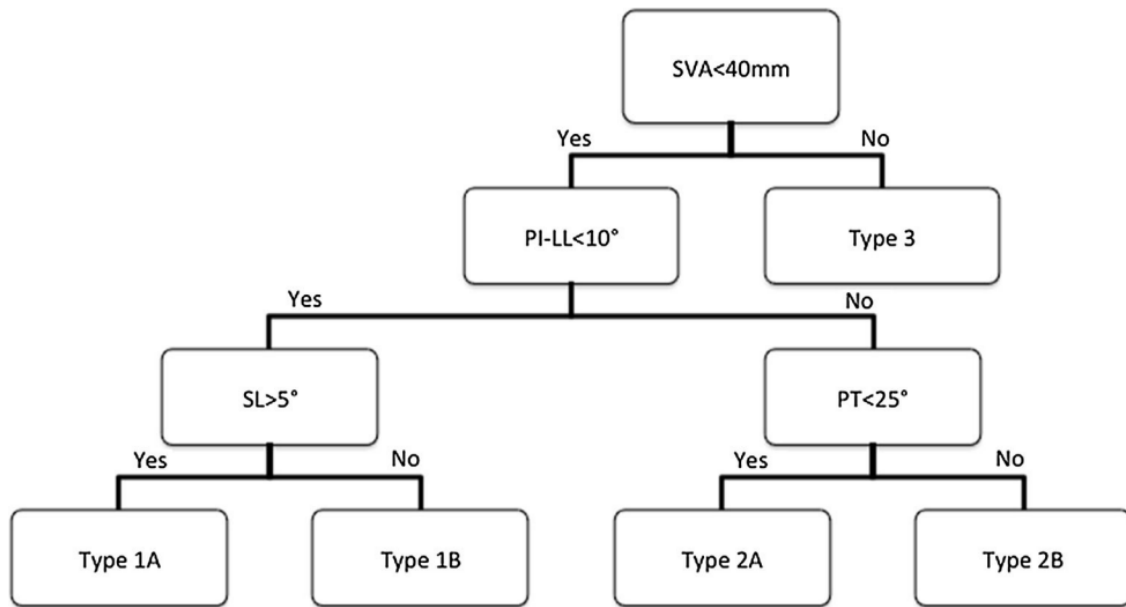 SVA<40mm
Yes
No
PI-LL<10°
Type 3
Yes
No
SL>5°
PT<25°
Yes
No
Yes
No
Type 1A
Type 1B
Type 2A
Type 2B